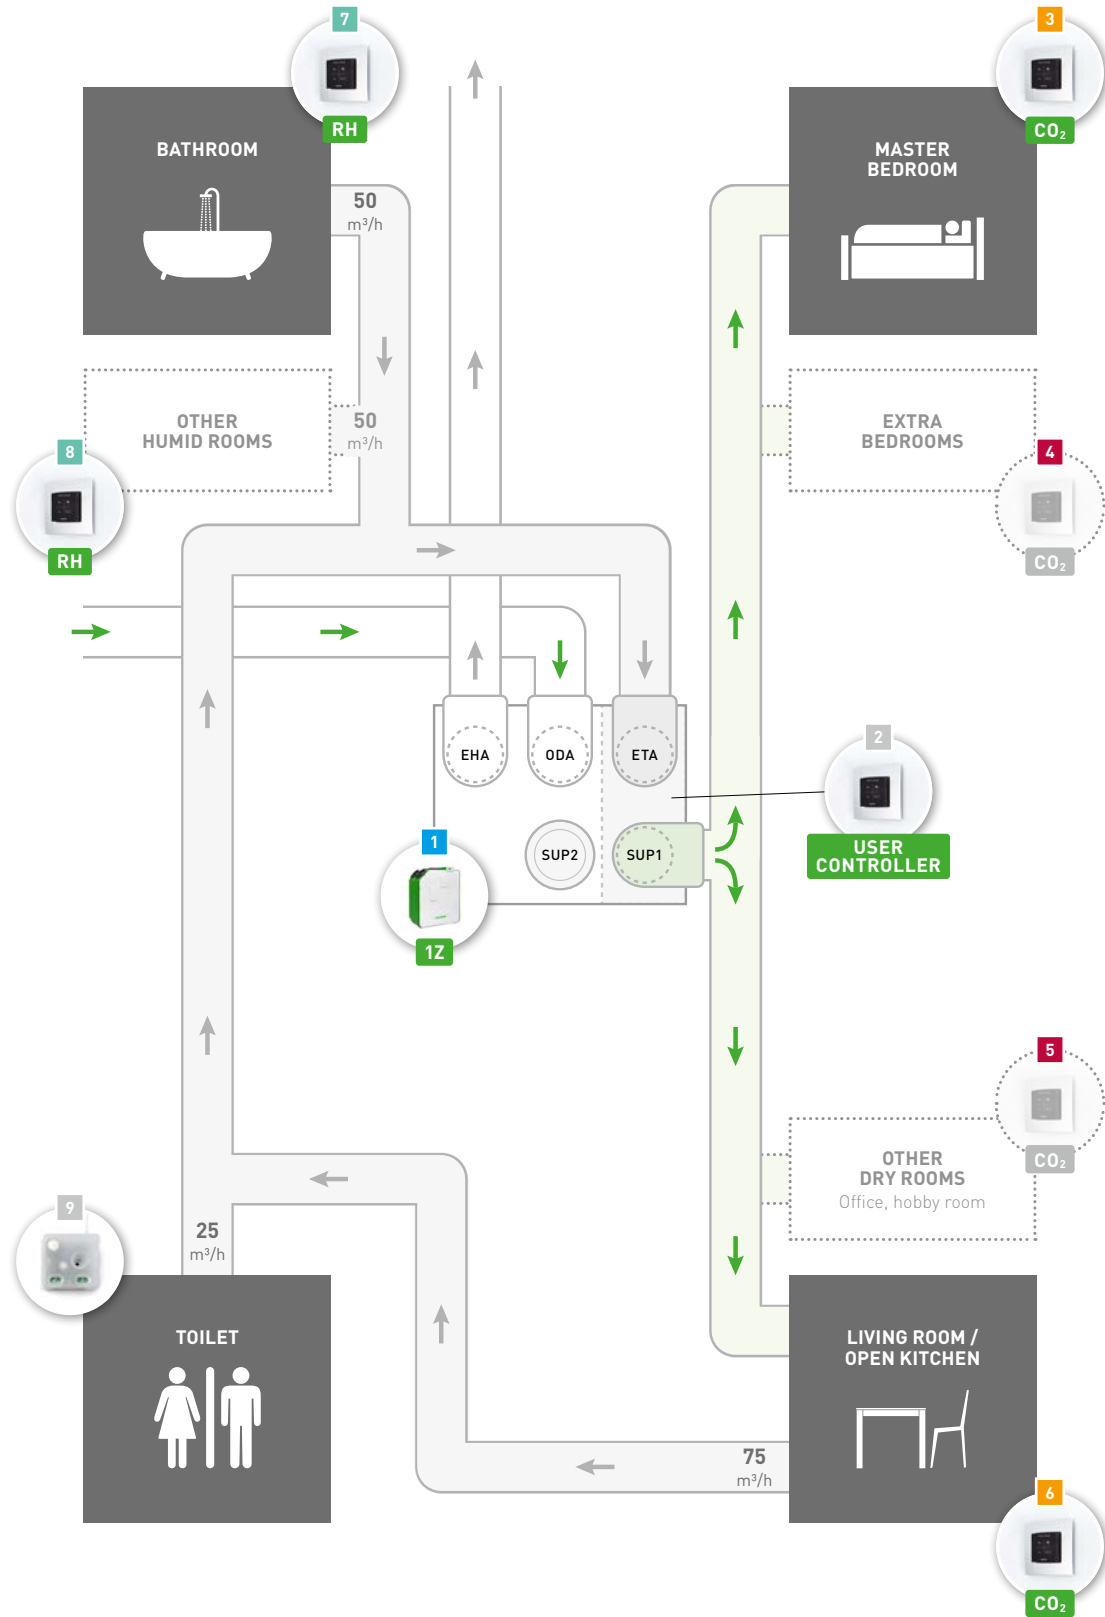 7
RH
BATHROOM
50
m³/h
3
CO₂
MASTER
BEDROOM
OTHER
HUMID ROOMS
50
m³/h
8
RH
EXTRA
BEDROOMS
4
CO₂
EHA
ODA
ETA
SUP2
SUP1
1
1Z
2
USER
CONTROLLER
5
CO₂
OTHER
DRY ROOMS
Office, hobby room
9
25
m³/h
TOILET
LIVING ROOM /
OPEN KITCHEN
75
m³/h
6
CO₂